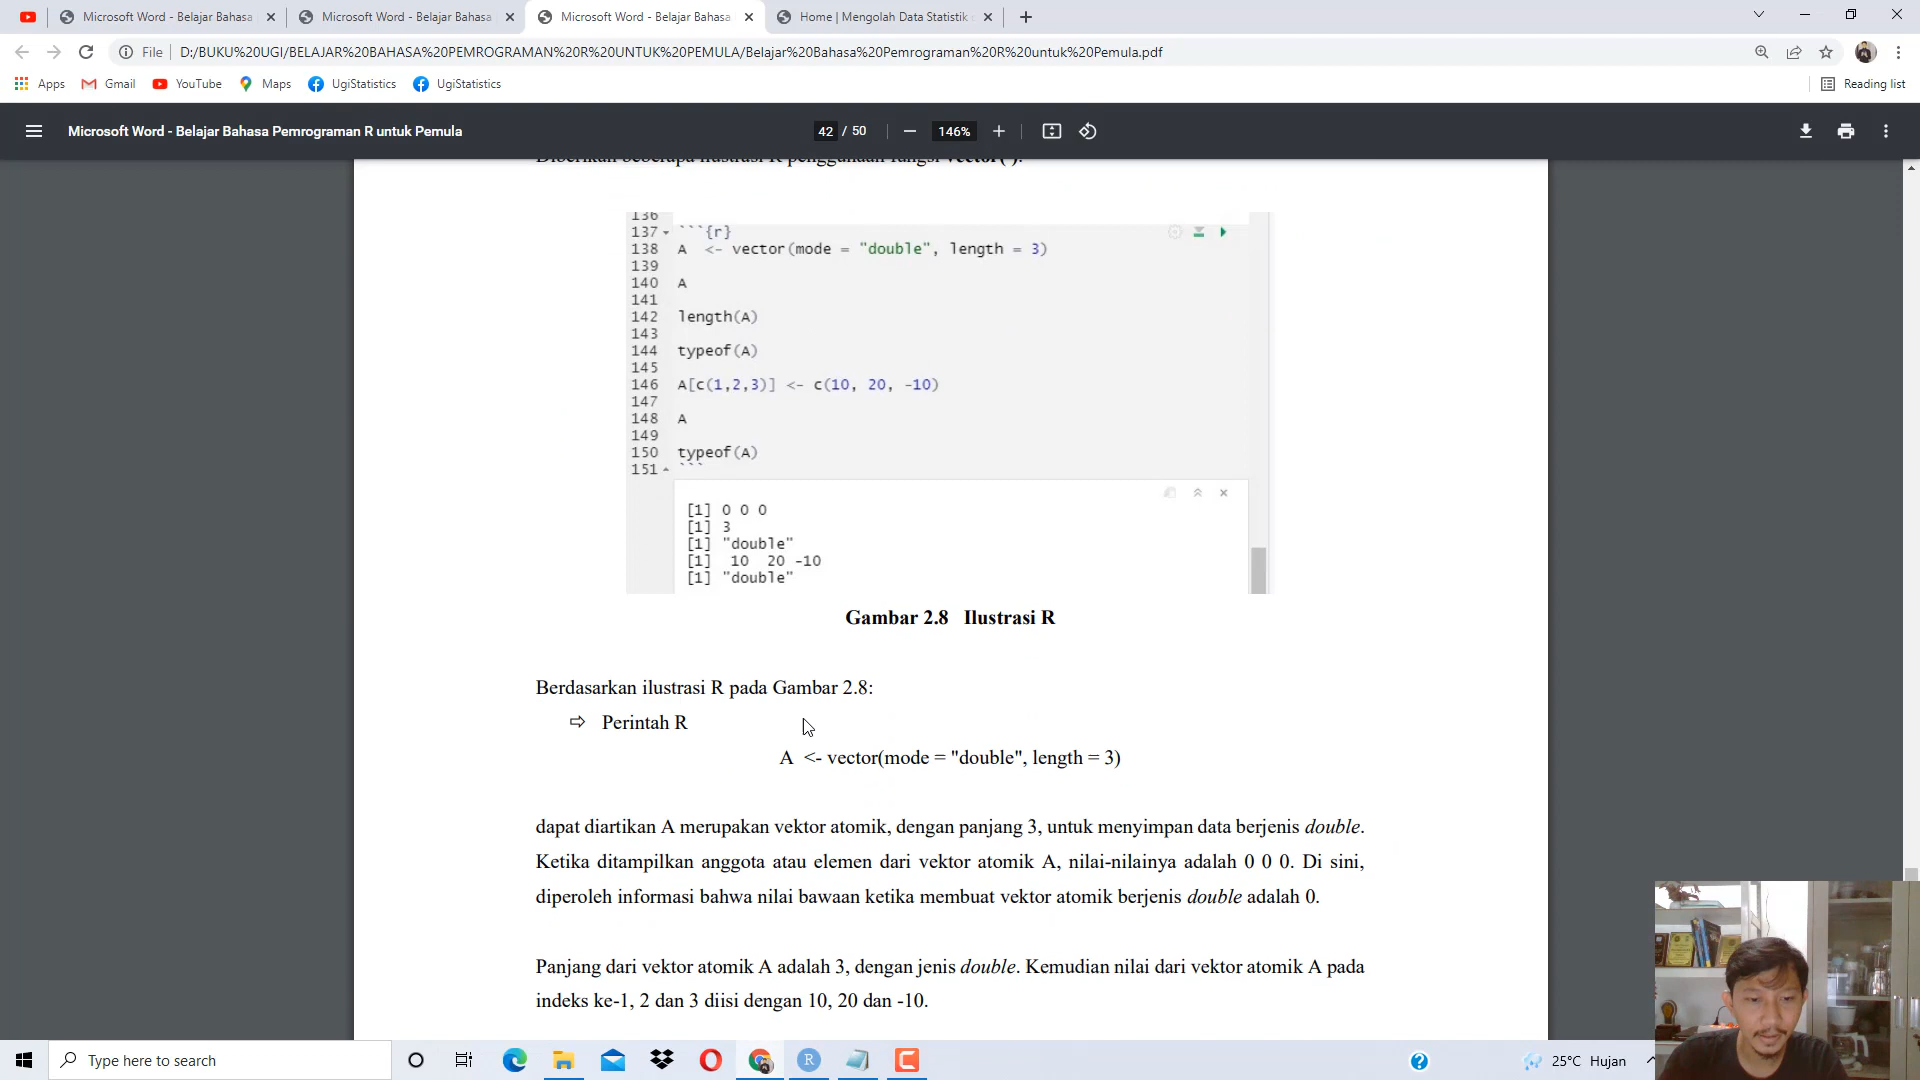 Microsoft Word - Belajar Bahasa
Microsoft Word - Belajar Bahasa
Microsoft Word - Belajar Bahasa
Home | Mengolah Data Statistik
File
D:/BUKU%20UGI/BELAJAR%20BAHASA%20PEMROGRAMAN%20R%20UNTUK%20PEMULA/Belajar%20Bahasa%20Pemrograman%20R%20untuk%20Pemula.pdf
Apps
Gmail
YouTube
Maps
UgiStatistics
UgiStatistics
Reading list
Microsoft Word - Belajar Bahasa Pemrograman R untuk Pemula
42 / 50
146%
Diberikan beberapa ilustrasi R penggunaan fungsi vector( ).
136
137 ```{r}
138 A <- vector(mode = "double", length = 3)
139
140 A
141
142 length(A)
143
144 typeof(A)
145
146 A[c(1,2,3)] <- c(10, 20, -10)
147
148 A
149
150 typeof(A)
151 ```
[1] 0 0 0
[1] 3
[1] "double"
[1] 10 20 -10
[1] "double"
Gambar 2.8 Ilustrasi R
Berdasarkan ilustrasi R pada Gambar 2.8:
⇨ Perintah R
A <- vector(mode = "double", length = 3)
dapat diartikan A merupakan vektor atomik, dengan panjang 3, untuk menyimpan data berjenis double.
Ketika ditampilkan anggota atau elemen dari vektor atomik A, nilai-nilainya adalah 0 0 0. Di sini,
diperoleh informasi bahwa nilai bawaan ketika membuat vektor atomik berjenis double adalah 0.
Panjang dari vektor atomik A adalah 3, dengan jenis double. Kemudian nilai dari vektor atomik A pada
indeks ke-1, 2 dan 3 diisi dengan 10, 20 dan -10.
Type here to search
25°C Hujan